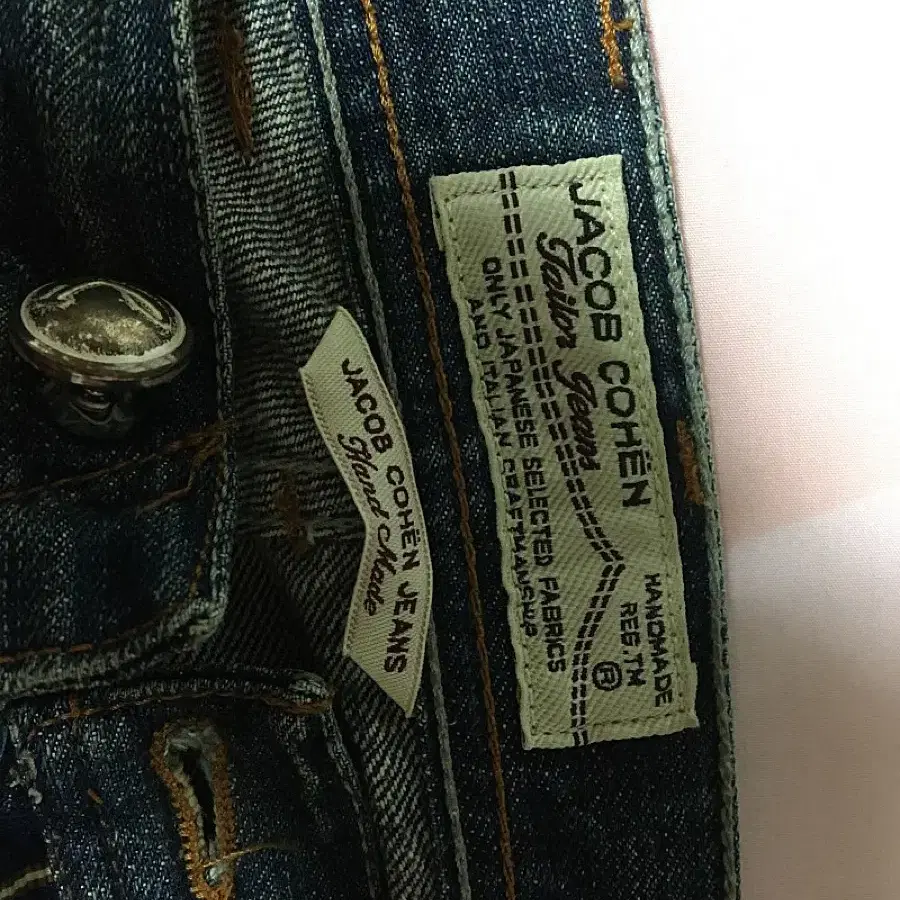 JACOB COHËN
Tailor Jeans
ONLY JAPANESE SELECTED FABRICS
AND ITALIAN CRAFTMANSHIP
HANDMADE
REG.TM
®
JACOB COHËN JEANS
Hand Made